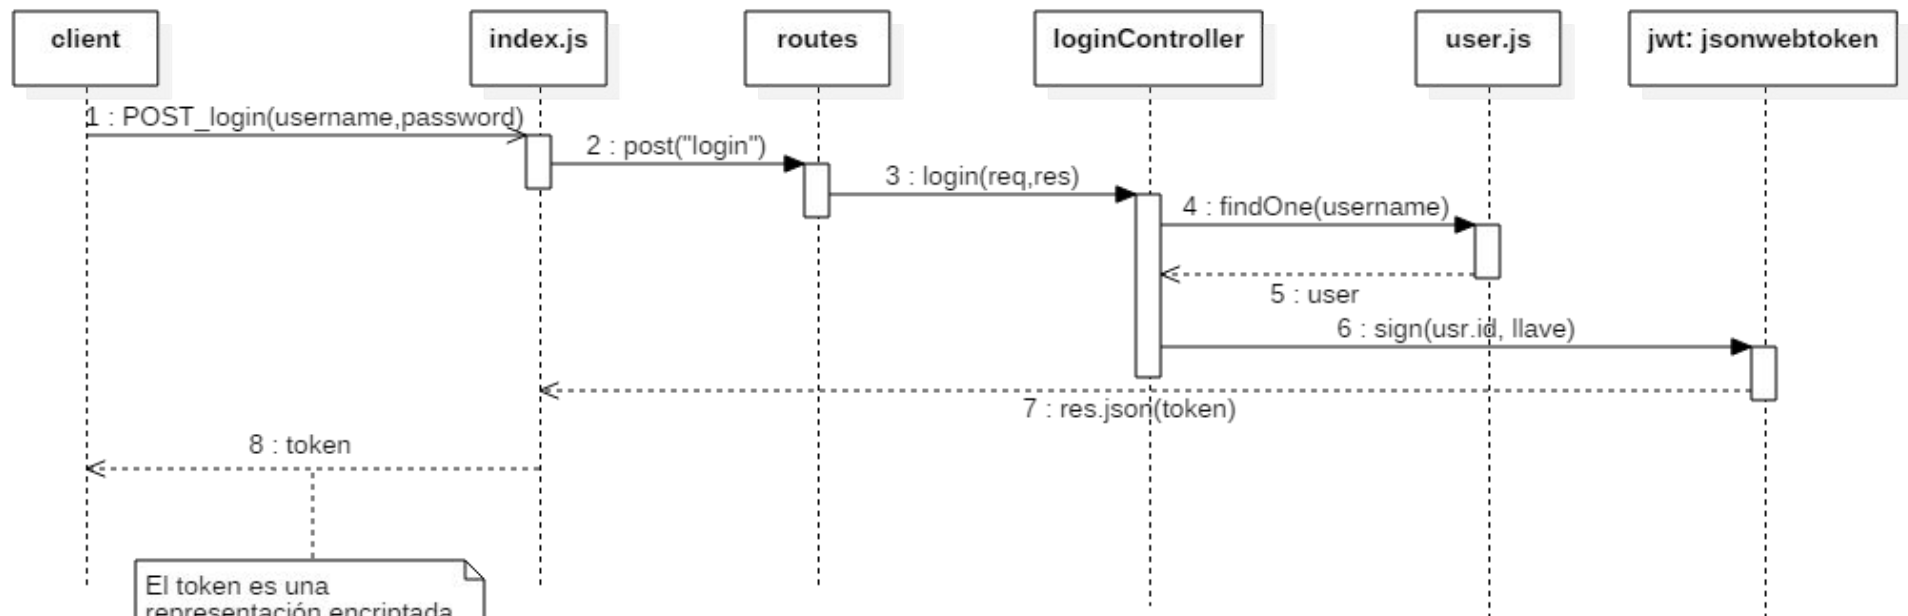 client
index.js
routes
loginController
user.js
jwt: jsonwebtoken
1 : POST_login(username,password)
2 : post("login")
3 : login(req,res)
4 : findOne(username)
5 : user
6 : sign(usr.id, llave)
7 : res.json(token)
8 : token
El token es una
representación encriptada